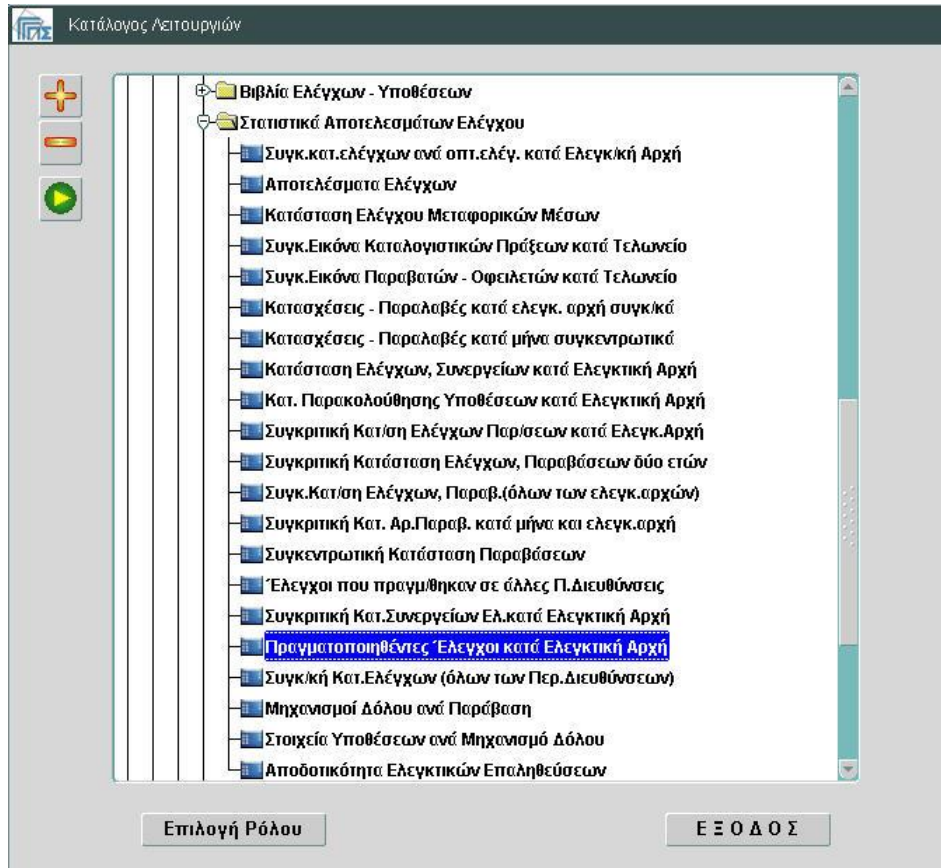 Κατάλογος Λειτουργιών
Βιβλία Ελέγχων - Υποθέσεων
Στατιστικά Αποτελεσμάτων Ελέγχου
Συγκ.κατ.ελέγχων ανά οπτ.ελέγ. κατά Ελεγκ/κή Αρχή
Αποτελέσματα Ελέγχων
Κατάσταση Ελέγχου Μεταφορικών Μέσων
Συγκ.Εικόνα Καταλογιστικών Πράξεων κατά Τελωνείο
Συγκ.Εικόνα Παραβατών - Οφειλετών κατά Τελωνείο
Κατασχέσεις - Παραλαβές κατά ελεγκ. αρχή συγκ/κά
Κατασχέσεις - Παραλαβές κατά μήνα συγκεντρωτικά
Κατάσταση Ελέγχων, Συνεργείων κατά Ελεγκτική Αρχή
Κατ. Παρακολούθησης Υποθέσεων κατά Ελεγκτική Αρχή
Συγκριτική Κατ/ση Ελέγχων Παρ/σεων κατά Ελεγκ.Αρχή
Συγκριτική Κατάσταση Ελέγχων, Παραβάσεων δύο ετών
Συγκ.Κατ/ση Ελέγχων, Παραβ.(όλων των ελεγκ.αρχών)
Συγκριτική Κατ. Αρ.Παραβ. κατά μήνα και ελεγκ.αρχή
Συγκεντρωτική Κατάσταση Παραβάσεων
Έλεγχοι που πραγμ/θηκαν σε άλλες Π.Διευθύνσεις
Συγκριτική Κατ.Συνεργείων Ελ.κατά Ελεγκτική Αρχή
Πραγματοποιηθέντες Έλεγχοι κατά Ελεγκτική Αρχή
Συγκ/κή Κατ.Ελέγχων (όλων των Περ.Διευθύνσεων)
Μηχανισμοί Δόλου ανά Παράβαση
Στοιχεία Υποθέσεων ανά Μηχανισμό Δόλου
Αποδοτικότητα Ελεγκτικών Επαληθεύσεων
Επιλογή Ρόλου
Ε Ξ Ο Δ Ο Σ